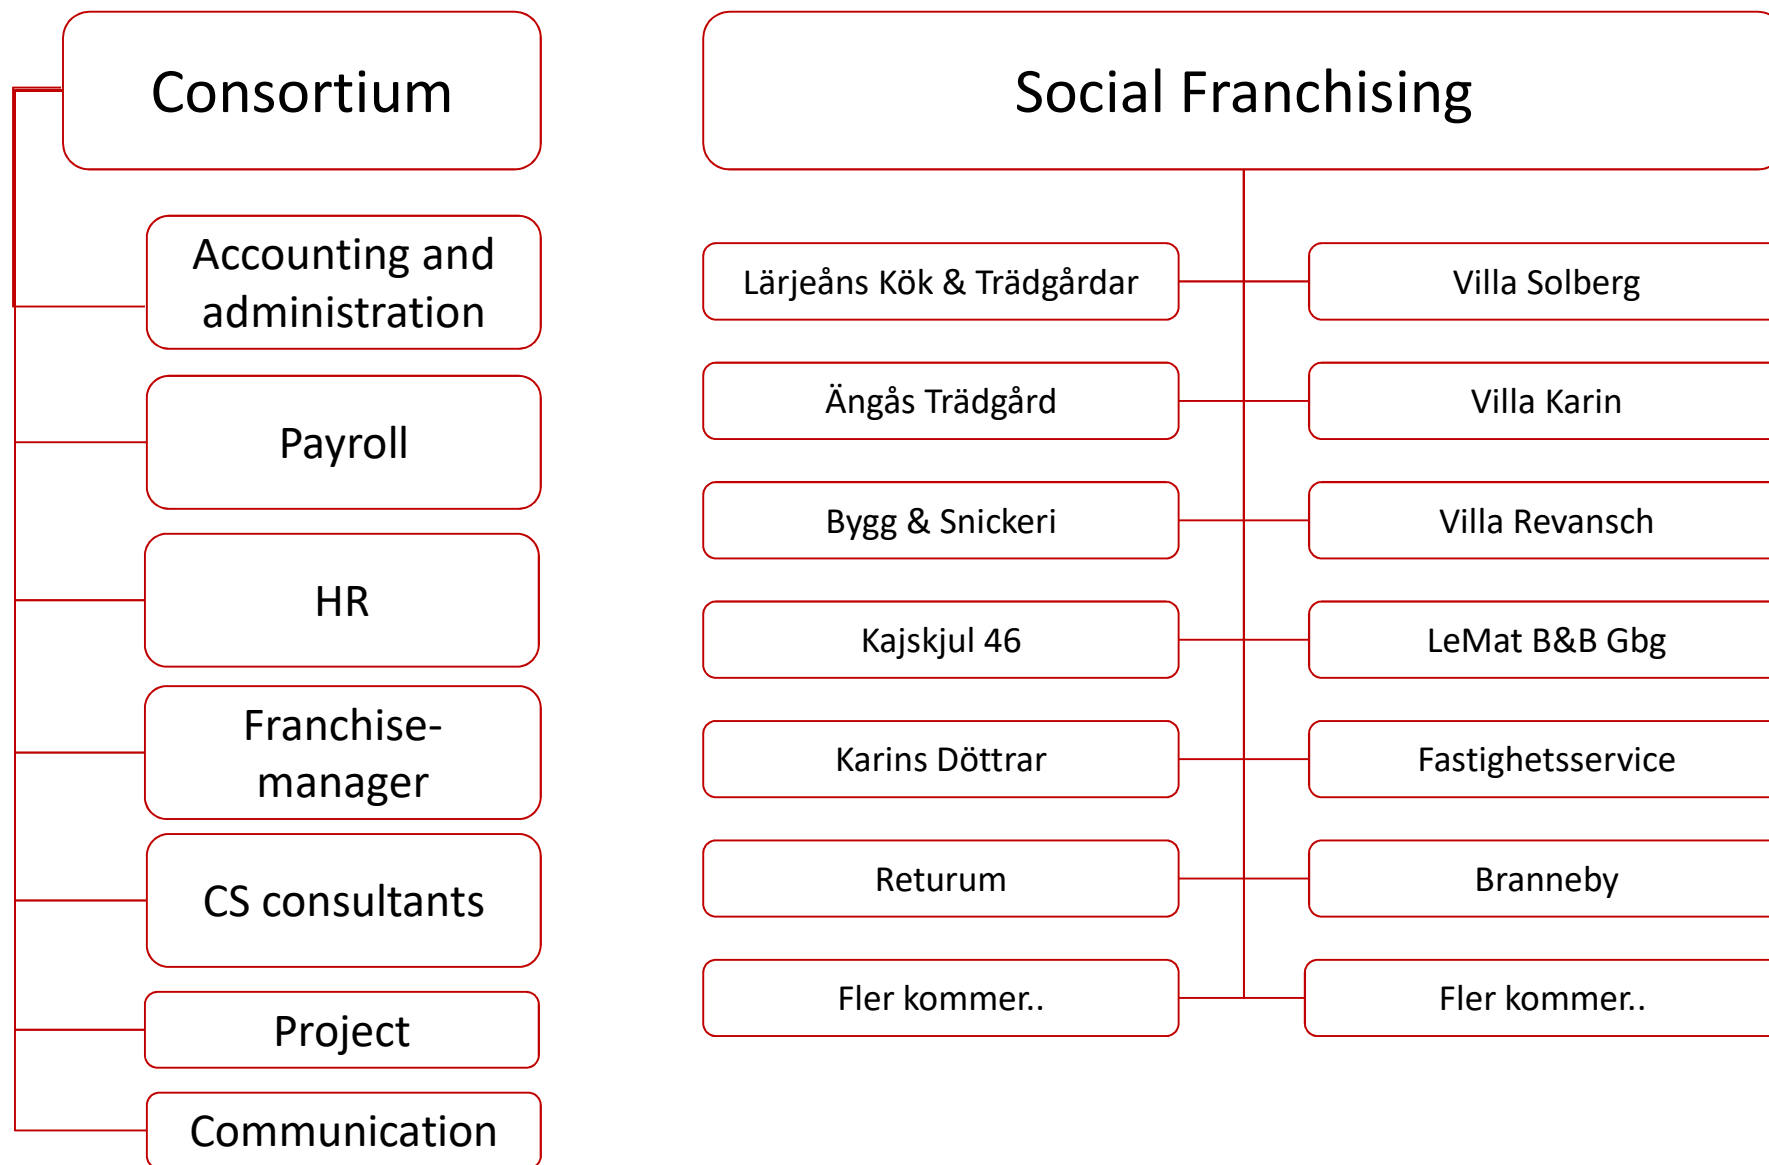 Consortium
Accounting and
administration
Payroll
HR
Franchise-
manager
CS consultants
Project
Communication
Social Franchising
Lärjeåns Kök & Trädgårdar
Villa Solberg
Ängås Trädgård
Villa Karin
Bygg & Snickeri
Villa Revansch
Kajskjul 46
LeMat B&B Gbg
Karins Döttrar
Fastighetsservice
Returum
Branneby
Fler kommer..
Fler kommer..